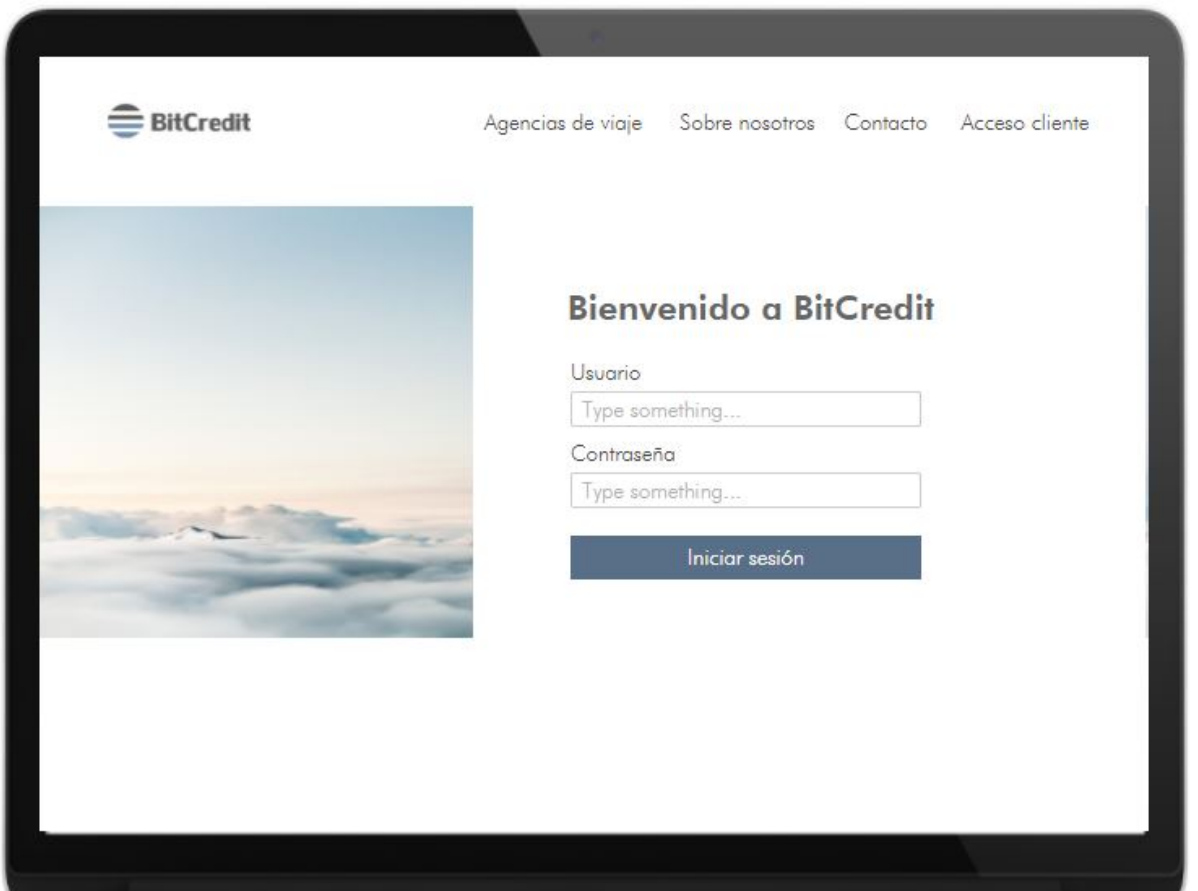 BitCredit
Agencias de viaje Sobre nosotros Contacto Acceso cliente
Bienvenido a BitCredit
Usuario
Type something...
Contraseña
Type something...
Iniciar sesión